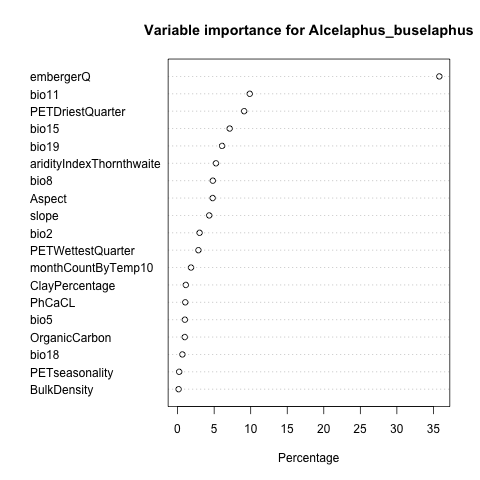 Variable importance for Alcelaphus_buselaphus
embergerQ
bio11
PETDriestQuarter
bio15
bio19
aridityIndexThornthwaite
bio8
Aspect
slope
bio2
PETWettestQuarter
monthCountByTemp10
ClayPercentage
PhCaCL
bio5
OrganicCarbon
bio18
PETseasonality
BulkDensity
0 5 10 15 20 25 30 35
Percentage